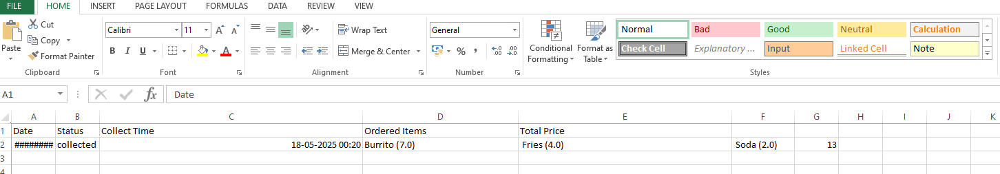 FILE HOME INSERT PAGE LAYOUT FORMULAS DATA REVIEW VIEW
Cut
Copy
Format Painter
Paste
Clipboard
Calibri 11 A A
B I U A
Font
Wrap Text
Merge & Center
Alignment
General
% , .00 .0 .00
Number
Conditional Formatting
Format as Table
Normal Bad Good Neutral Calculation
Check Cell Explanatory ... Input Linked Cell Note
Styles
A1 fx Date
A B C D E F G H I J K
1 Date Status Collect Time Ordered Items Total Price
2 ######## collected 18-05-2025 00:20 Burrito (7.0) Fries (4.0) Soda (2.0) 13
3
4